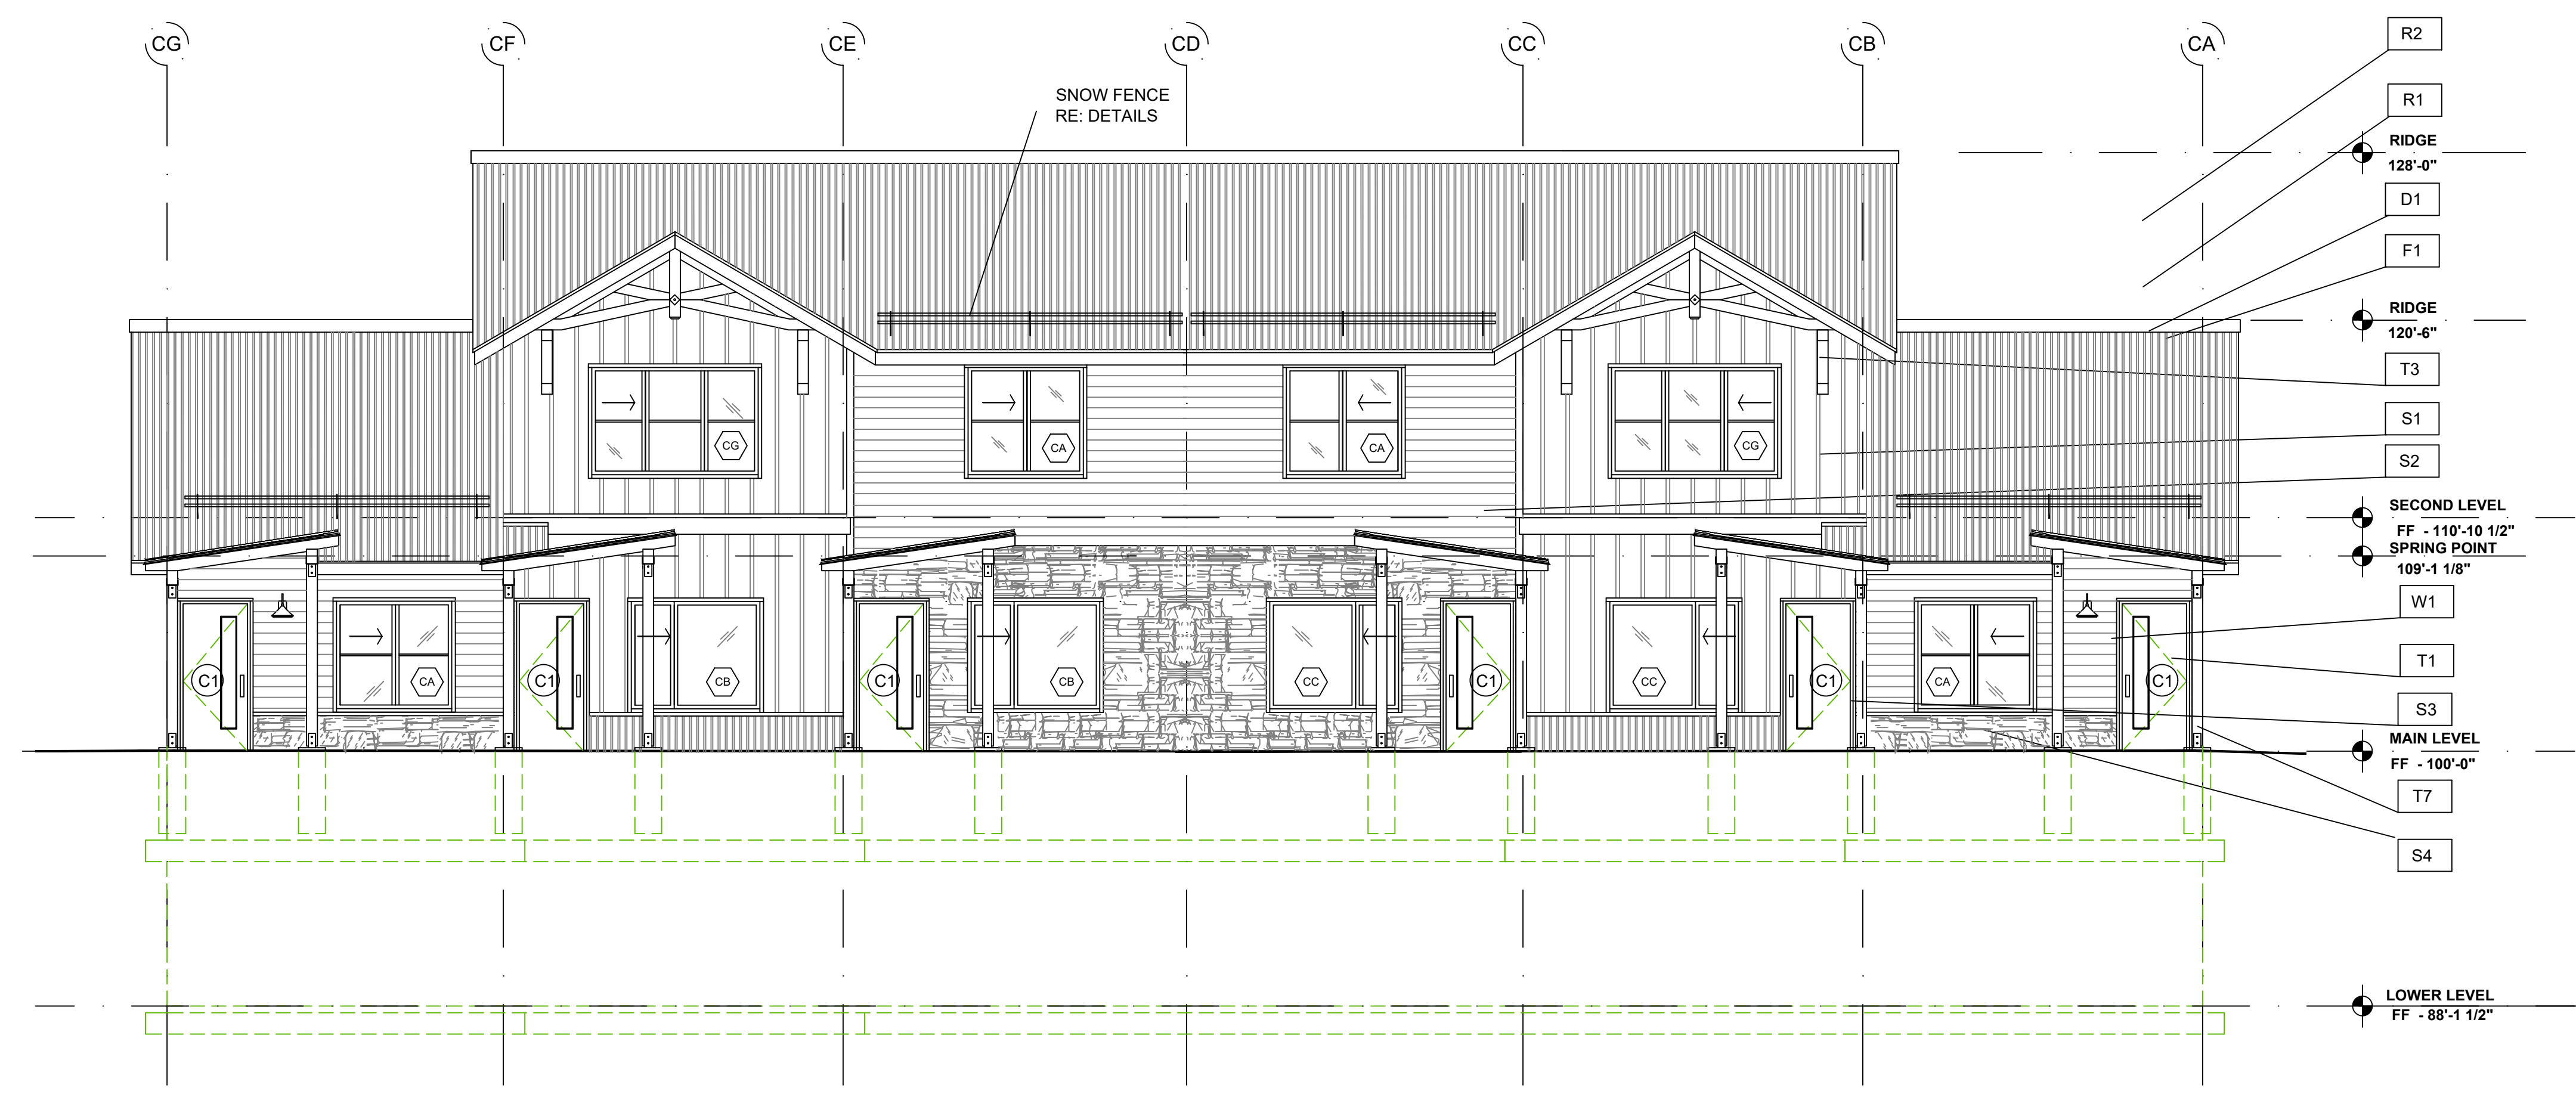 CG
CF
CE
CD
CC
CB
CA
R2
SNOW FENCE
RE: DETAILS
R1
RIDGE
128'-0"
D1
F1
RIDGE
120'-6"
T3
S1
CG
CA
CA
CG
S2
SECOND LEVEL
FF - 110'-10 1/2"
SPRING POINT
109'-1 1/8"
W1
T1
C1
CA
C1
CB
C1
CB
CC
C1
CC
C1
CA
C1
S3
MAIN LEVEL
FF - 100'-0"
T7
S4
LOWER LEVEL
FF - 88'-1 1/2"